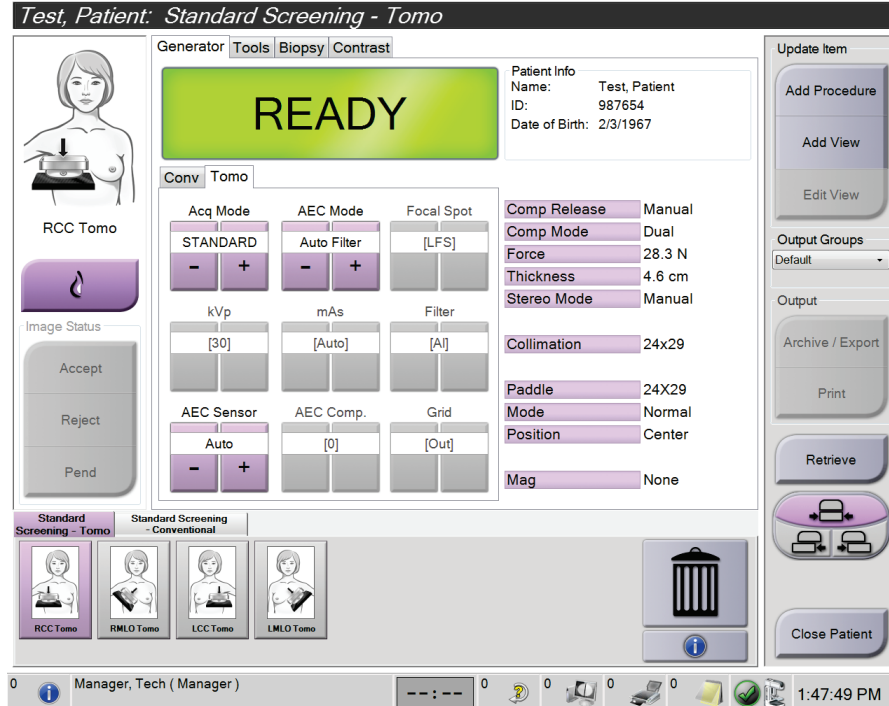 Test, Patient: Standard Screening - Tomo
Generator Tools Biopsy Contrast
READY
Patient Info
Name: Test, Patient
ID: 987654
Date of Birth: 2/3/1967
RCC Tomo
Image Status
Accept
Reject
Pend
Conv Tomo
Acq Mode AEC Mode Focal Spot
STANDARD Auto Filter [LFS]
- + - +
kVp mAs Filter
[30] [Auto] [Al]
AEC Sensor AEC Comp. Grid
Auto [0] [Out]
- +
Comp Release Manual
Comp Mode Dual
Force 28.3 N
Thickness 4.6 cm
Stereo Mode Manual
Collimation 24x29
Paddle 24X29
Mode Normal
Position Center
Mag None
Update Item
Add Procedure
Add View
Edit View
Output Groups
Default
Output
Archive / Export
Print
Retrieve
Close Patient
Standard
Screening - Tomo
Standard Screening
- Conventional
RCC Tomo RMLO Tomo LCC Tomo LMLO Tomo
0 Manager, Tech ( Manager ) --:-- 0 0 0 0 1:47:49 PM